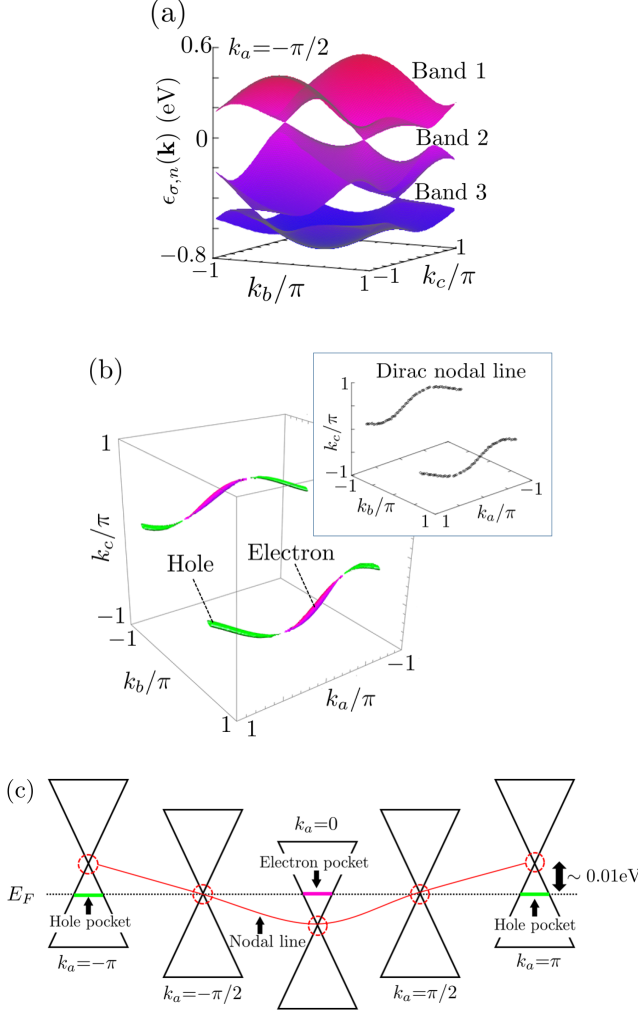 (a)
0.6
k_a=−π/2
Band 1
0
Band 2
ϵ_{σ,n}(𝐤) (eV)
Band 3
−0.8
−1
k_b/π
1
−1
k_c/π
1
(b)
Dirac nodal line
1
k_c/π
−1
−1
k_b/π
1
1
k_a/π
−1
1
k_c/π
Hole
Electron
−1
−1
k_b/π
1
1
k_a/π
−1
(c)
k_a=0
Electron pocket
∼ 0.01eV
E_F
Hole pocket
Nodal line
Hole pocket
k_a=−π
k_a=−π/2
k_a=π/2
k_a=π